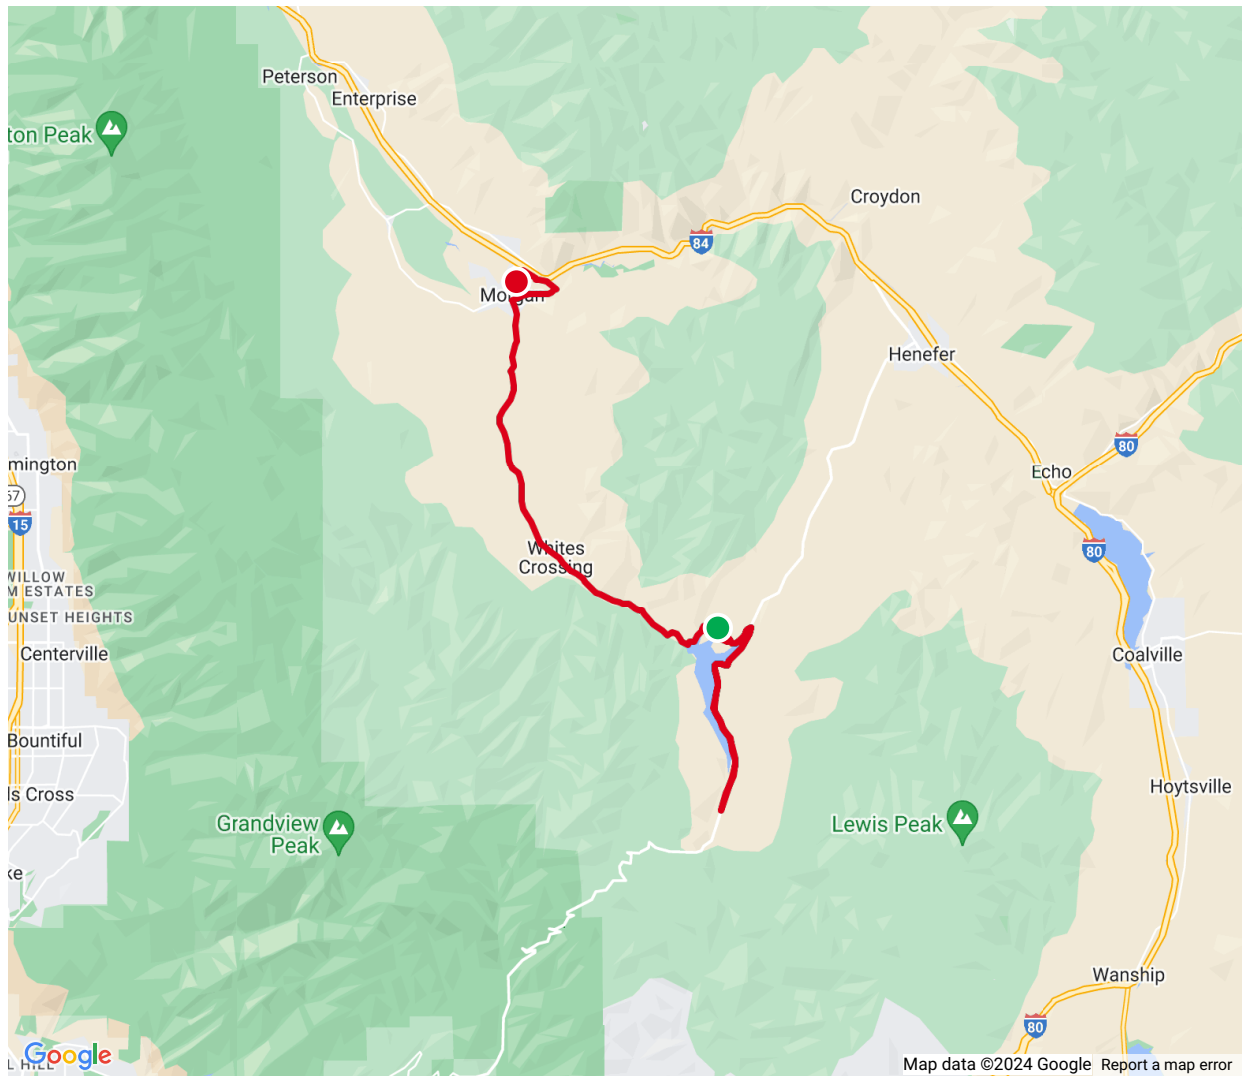 Peterson
Enterprise
ton Peak
Croydon
84
Morgan
Henefer
80
Echo
mington
67
15
80
Whites
Crossing
WILLOW
M ESTATES
UNSET HEIGHTS
Centerville
Coalville
Bountiful
ls Cross
Hoytsville
Grandview
Peak
Lewis Peak
ke
Wanship
80
Google
L HILL
Map data ©2024 Google
Report a map error